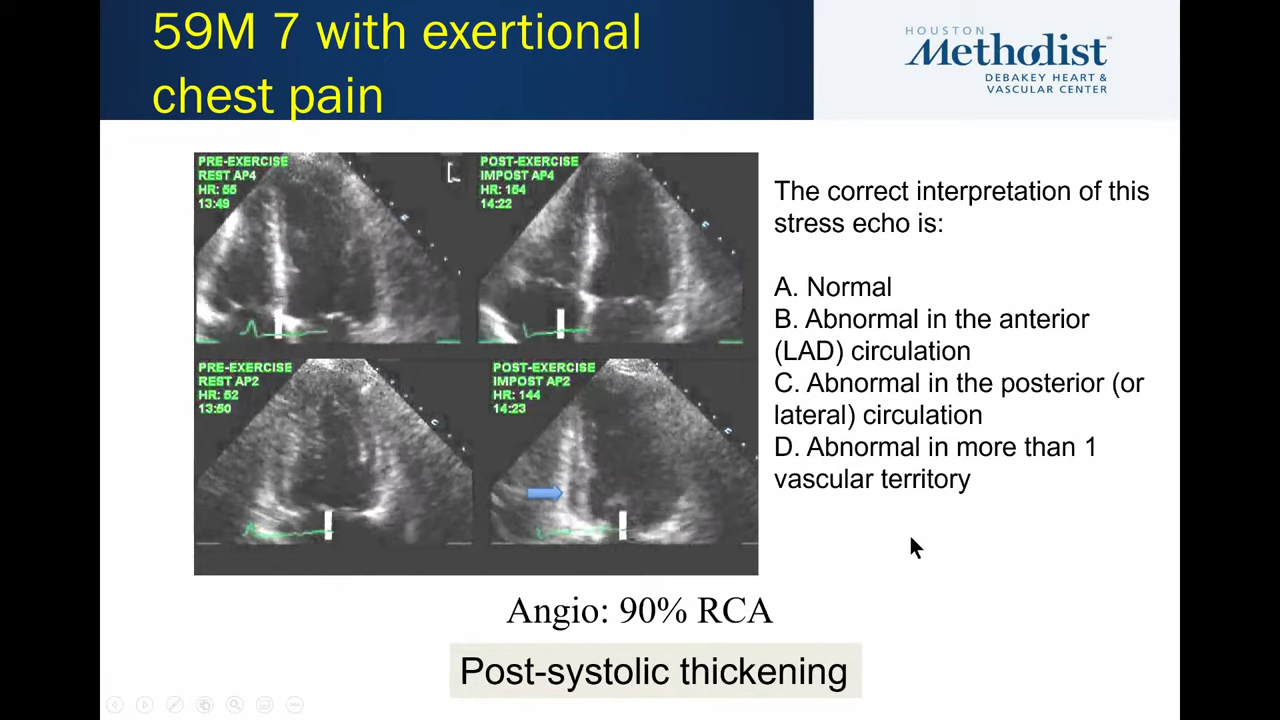 59M 7 with exertional
chest pain
HOUSTON
Methodist
DEBAKEY HEART &
VASCULAR CENTER
PRE-EXERCISE
REST AP4
HR: 55
13:49
POST-EXERCISE
IMPOST AP4
HR: 154
14:22
PRE-EXERCISE
REST AP2
HR: 52
13:50
POST-EXERCISE
IMPOST AP2
HR: 144
14:23
The correct interpretation of this
stress echo is:
A. Normal
B. Abnormal in the anterior
(LAD) circulation
C. Abnormal in the posterior (or
lateral) circulation
D. Abnormal in more than 1
vascular territory
Angio: 90% RCA
Post-systolic thickening